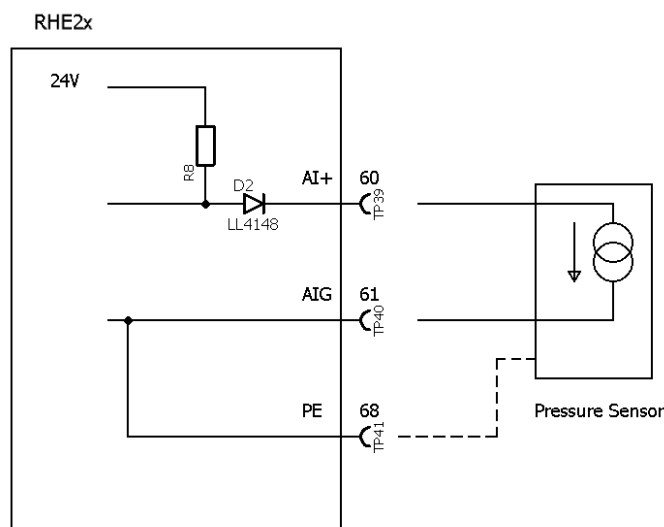 RHE2x
24V
R8
D2
LL4148
AI+
60
TP39
AIG
61
TP40
PE
68
TP41
Pressure Sensor